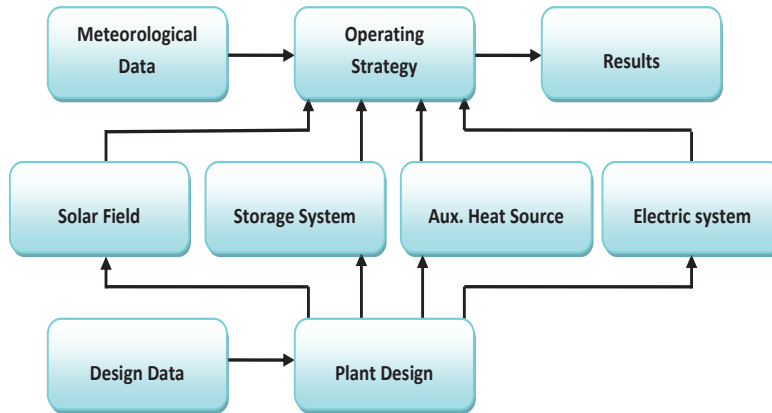 Meteorological
Data
Operating
Strategy
Results
Solar Field
Storage System
Aux. Heat Source
Electric system
Design Data
Plant Design